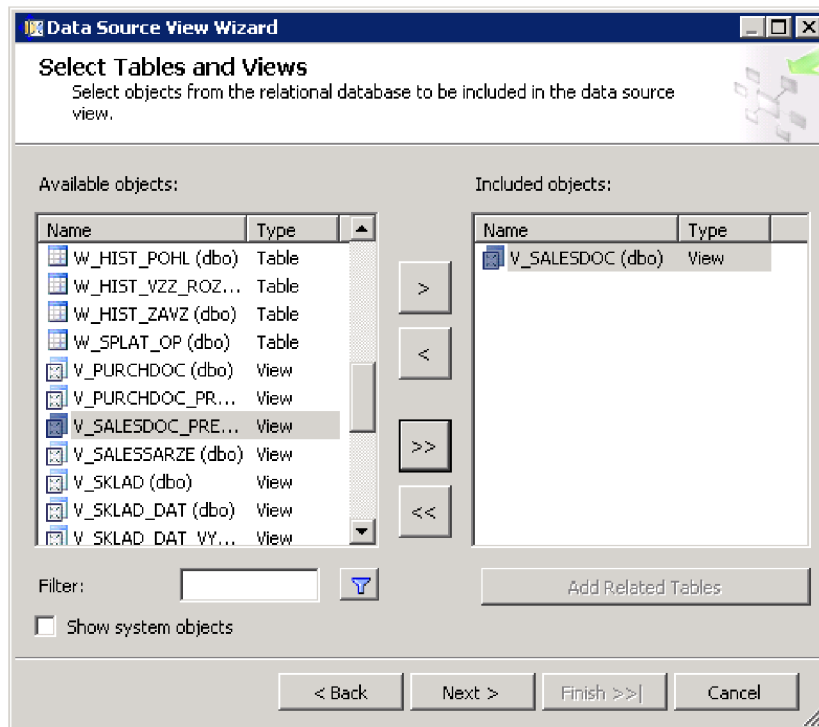 Data Source View Wizard
Select Tables and Views
Select objects from the relational database to be included in the data source
view.
Available objects:
Name Type
W_HIST_POHL (dbo) Table
W_HIST_VZZ_ROZ... Table
W_HIST_ZAVZ (dbo) Table
W_SPLAT_OP (dbo) Table
V_PURCHDOC (dbo) View
V_PURCHDOC_PR... View
V_SALESDOC_PRE... View
V_SALESSARZE (dbo) View
V_SKLAD (dbo) View
V_SKLAD_DAT (dbo) View
V_SKLAD_DAT_VY... View
>
<
>>
<<
Included objects:
Name Type
V_SALESDOC (dbo) View
Filter:
Add Related Tables
Show system objects
< Back Next > Finish >>| Cancel